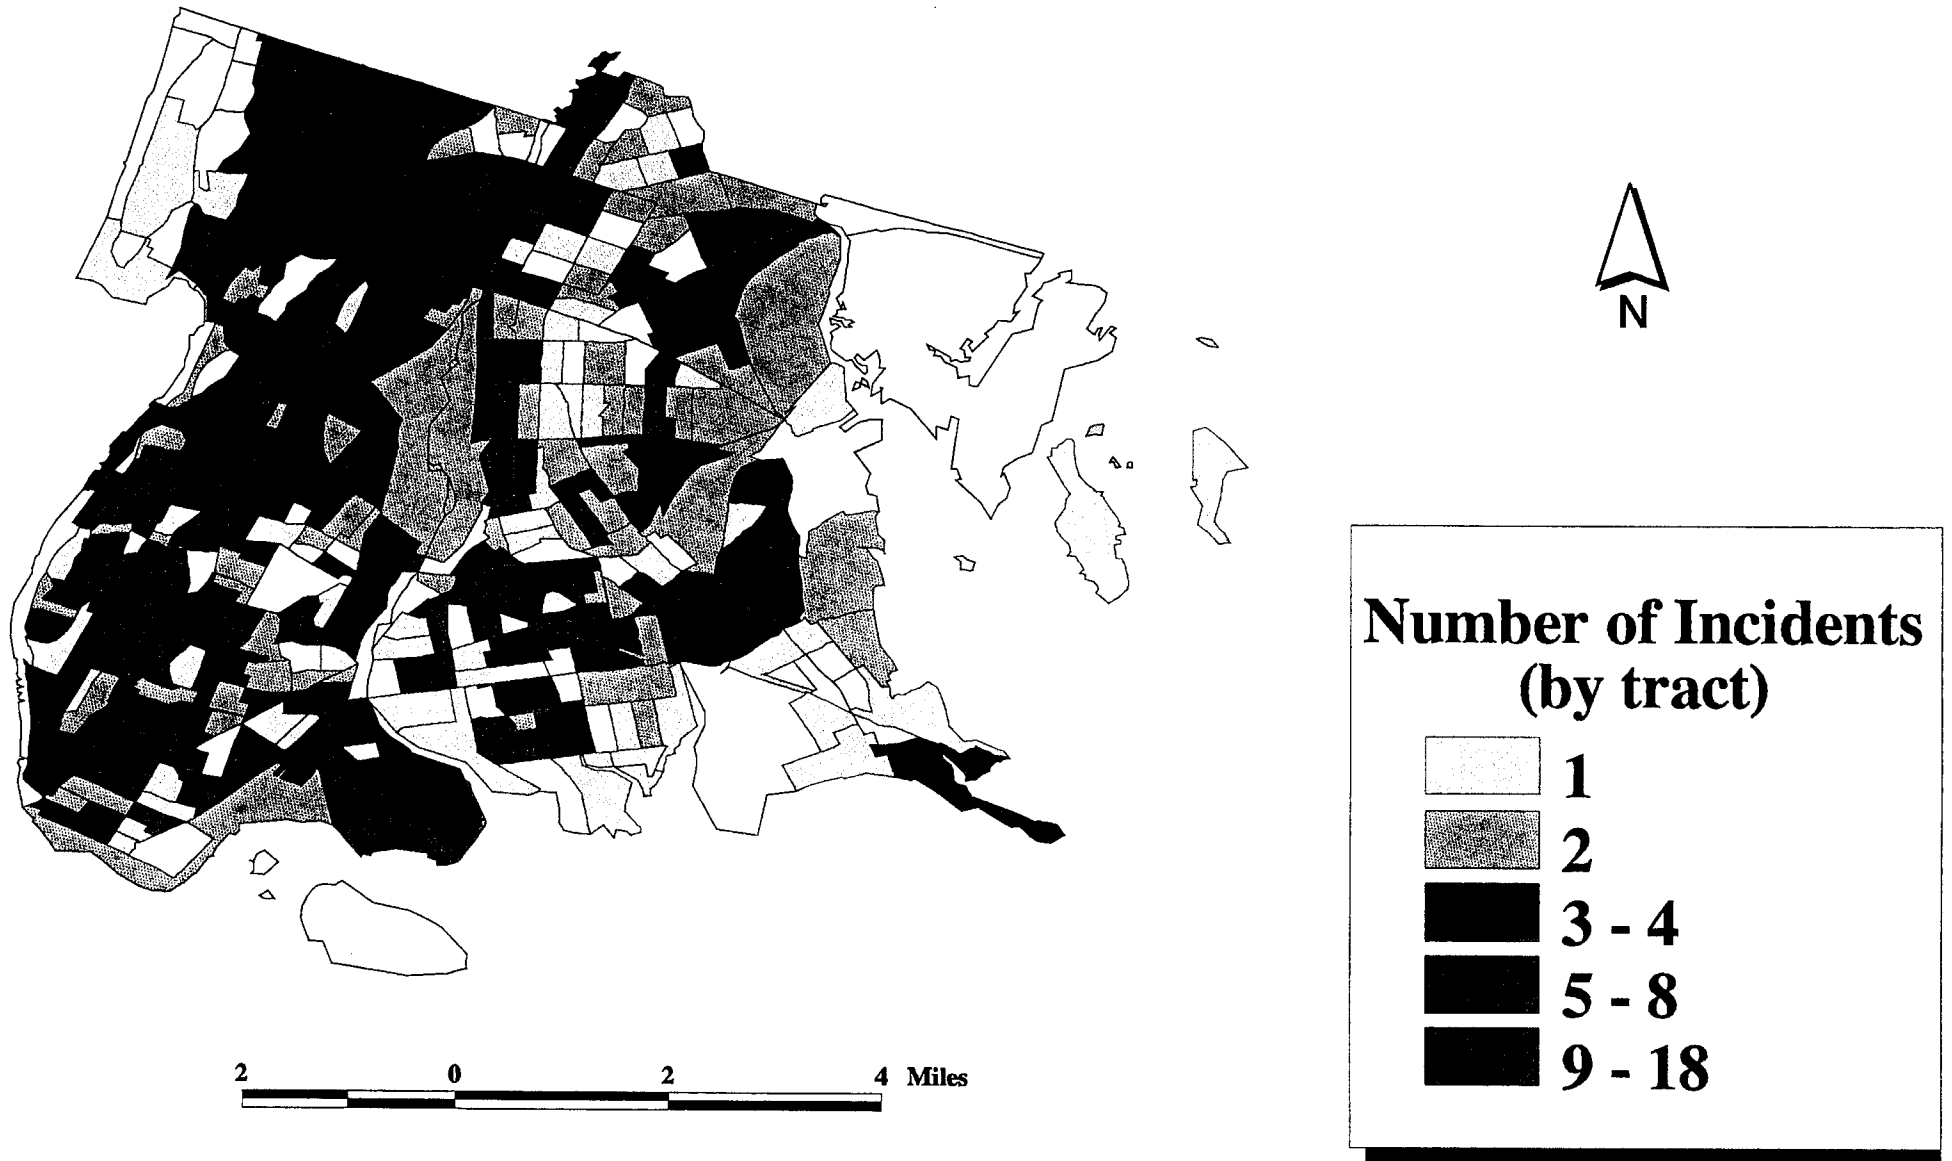 N
Number of Incidents
(by tract)
1
2
3 - 4
5 - 8
9 - 18
2 0 2 4 Miles